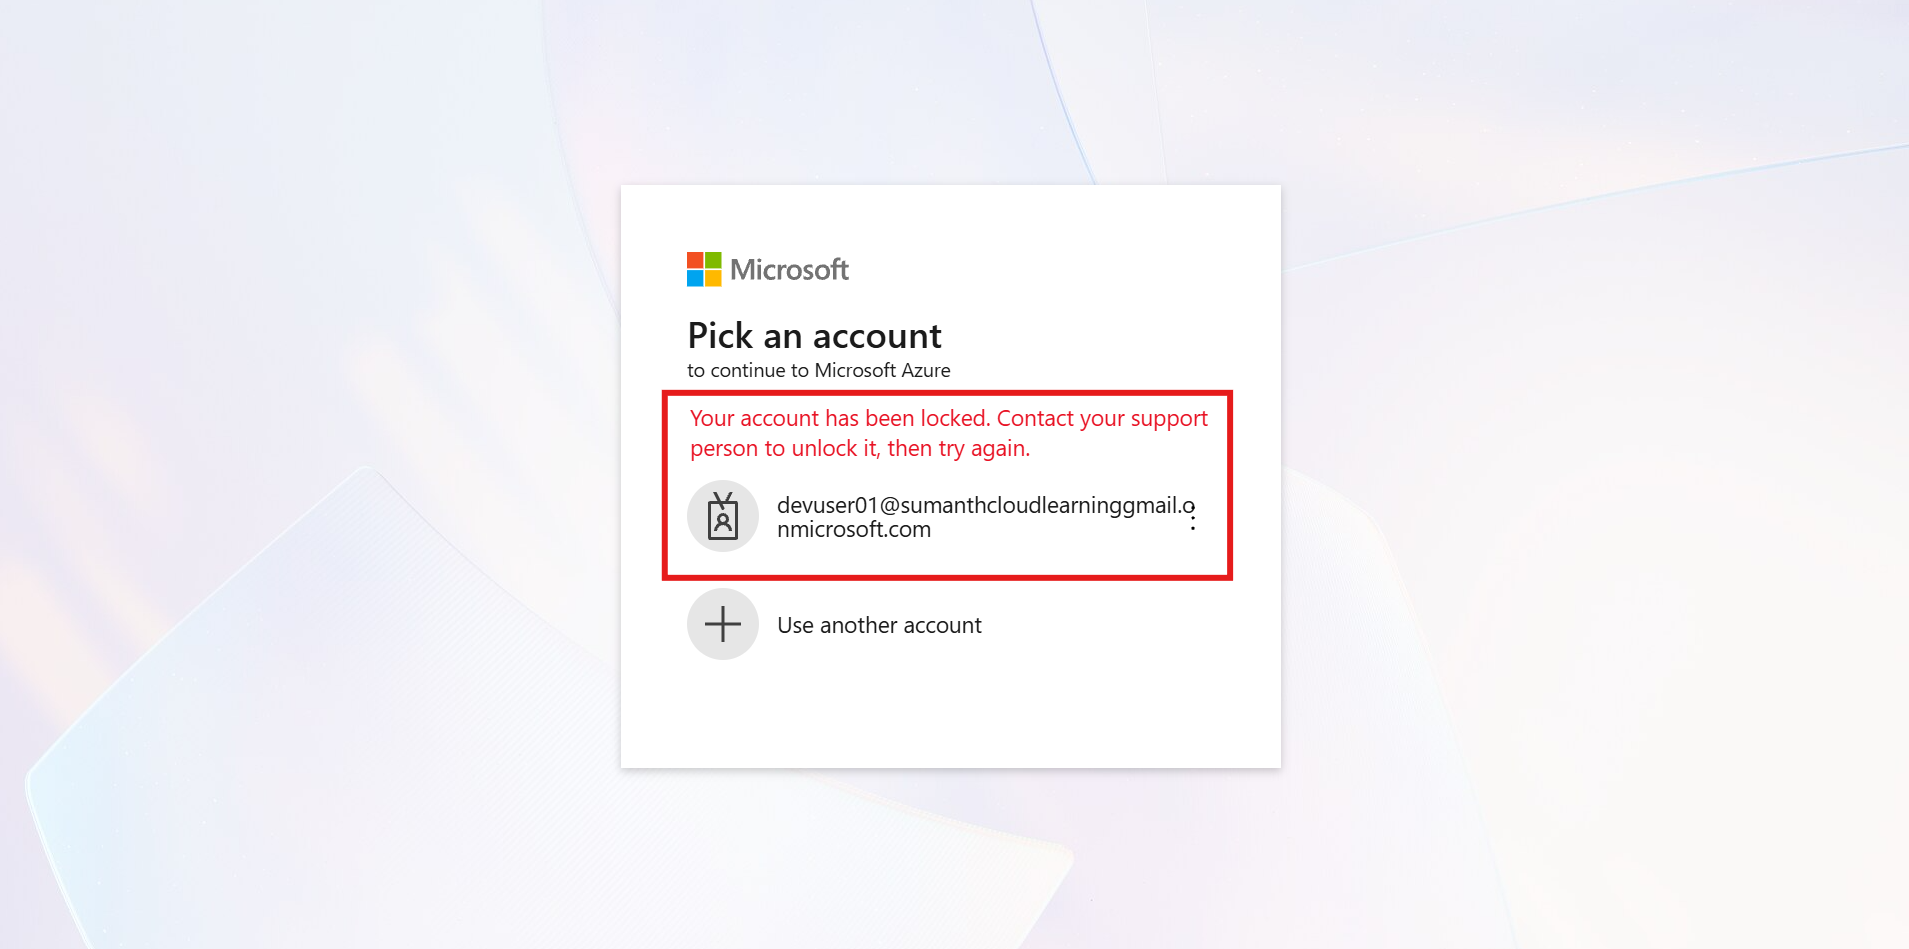 Microsoft
Pick an account
to continue to Microsoft Azure
Your account has been locked. Contact your support
person to unlock it, then try again.
devuser01@sumanthcloudlearninggmail.o
nmicrosoft.com
Use another account